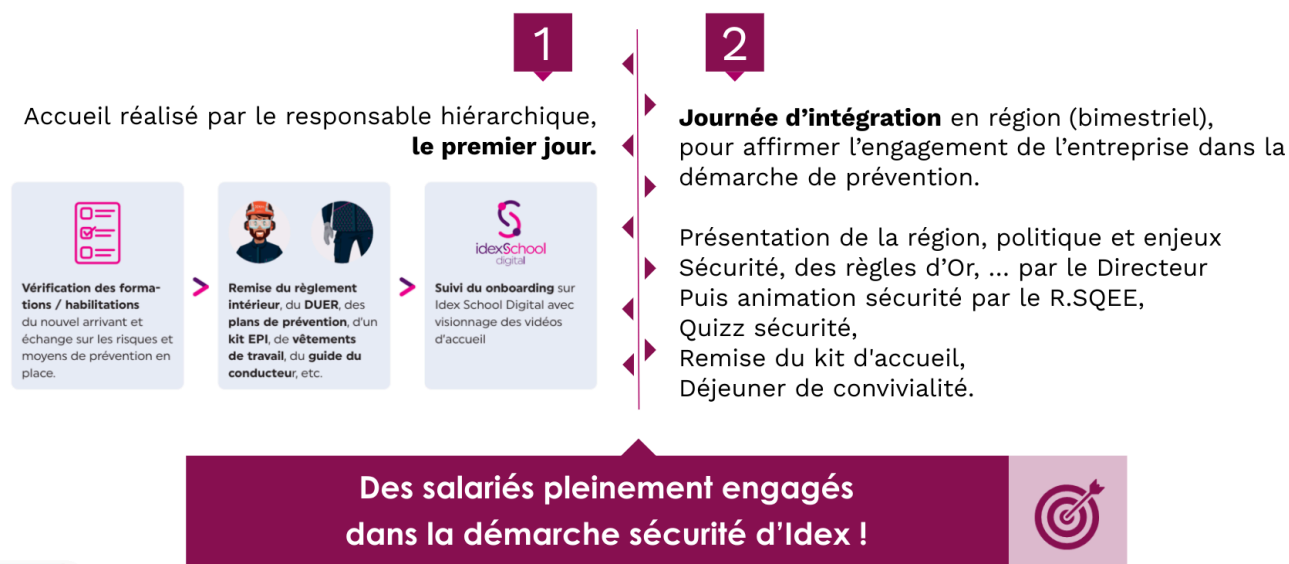 1
Accueil réalisé par le responsable hiérarchique,
le premier jour.
Vérification des forma-
tions / habilitations
du nouvel arrivant et
échange sur les risques et
moyens de prévention en
place.
Remise du règlement
intérieur, du DUER, des
plans de prévention, d'un
kit EPI, de vêtements
de travail, du guide du
conducteur, etc.
idexSchool
digital
Suivi du onboarding sur
Idex School Digital avec
visionnage des vidéos
d'accueil
2
Journée d’intégration en région (bimestriel),
pour affirmer l’engagement de l’entreprise dans la
démarche de prévention.
Présentation de la région, politique et enjeux
Sécurité, des règles d’Or, ... par le Directeur
Puis animation sécurité par le R.SQEE,
Quizz sécurité,
Remise du kit d'accueil,
Déjeuner de convivialité.
Des salariés pleinement engagés
dans la démarche sécurité d’Idex !